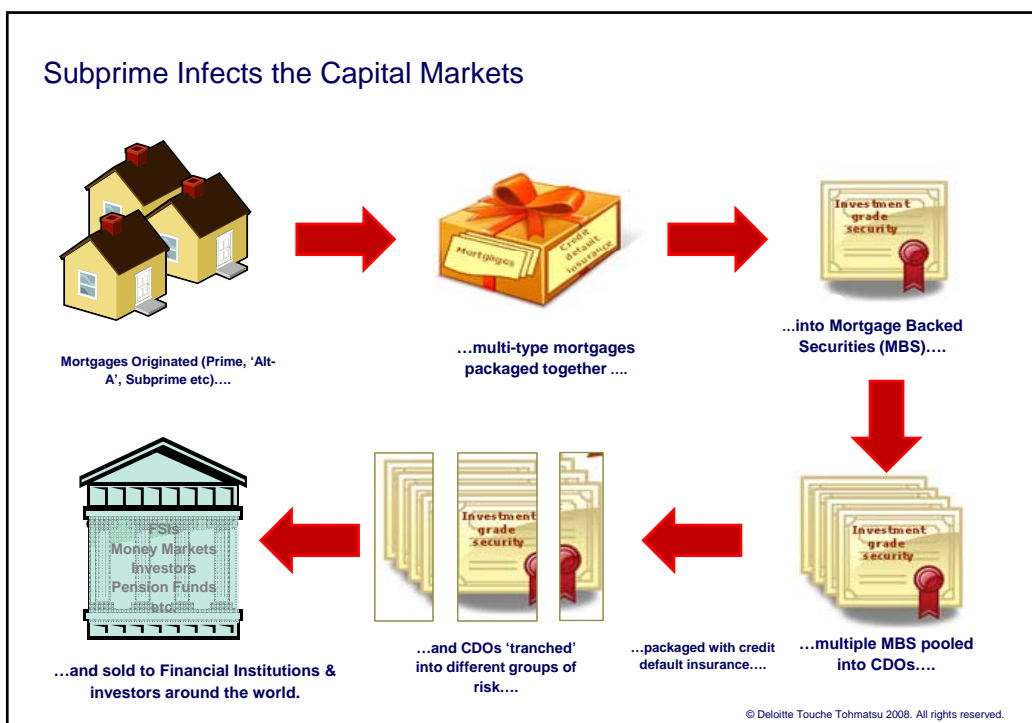 Subprime Infects the Capital Markets
Mortgages
Credit
default
insurance
Investment
grade
security
Mortgages Originated (Prime, ‘Alt-
A’, Subprime etc)….
…multi-type mortgages
packaged together ….
…into Mortgage Backed
Securities (MBS)….
Investment
grade
security
…multiple MBS pooled
into CDOs….
…packaged with credit
default insurance….
Investment
grade
security
…and CDOs ‘tranched’
into different groups of
risk….
FSIs
Money Markets
Investors
Pension Funds
etc.
…and sold to Financial Institutions &
investors around the world.
© Deloitte Touche Tohmatsu 2008. All rights reserved.